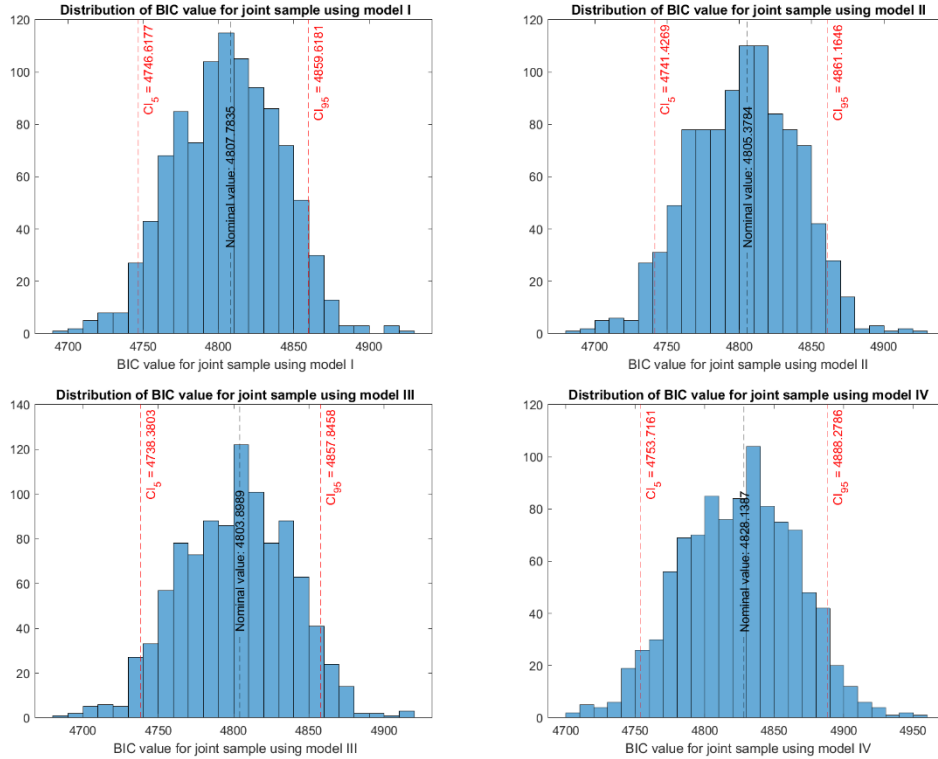 Distribution of BIC value for joint sample using model I
120
100
80
60
40
20
0
CI5 = 4746.6177
Nominal value: 4807.7835
CI95 = 4859.6181
4700
4750
4800
4850
4900
BIC value for joint sample using model I
Distribution of BIC value for joint sample using model II
120
100
80
60
40
20
0
CI5 = 4741.4269
Nominal value: 4805.3784
CI95 = 4861.1646
4700
4750
4800
4850
4900
BIC value for joint sample using model II
Distribution of BIC value for joint sample using model III
140
120
100
80
60
40
20
0
CI5 = 4738.3803
Nominal value: 4803.8989
CI95 = 4857.8458
4700
4750
4800
4850
4900
BIC value for joint sample using model III
Distribution of BIC value for joint sample using model IV
120
100
80
60
40
20
0
CI5 = 4753.7161
Nominal value: 4828.1387
CI95 = 4888.2786
4700
4750
4800
4850
4900
4950
BIC value for joint sample using model IV